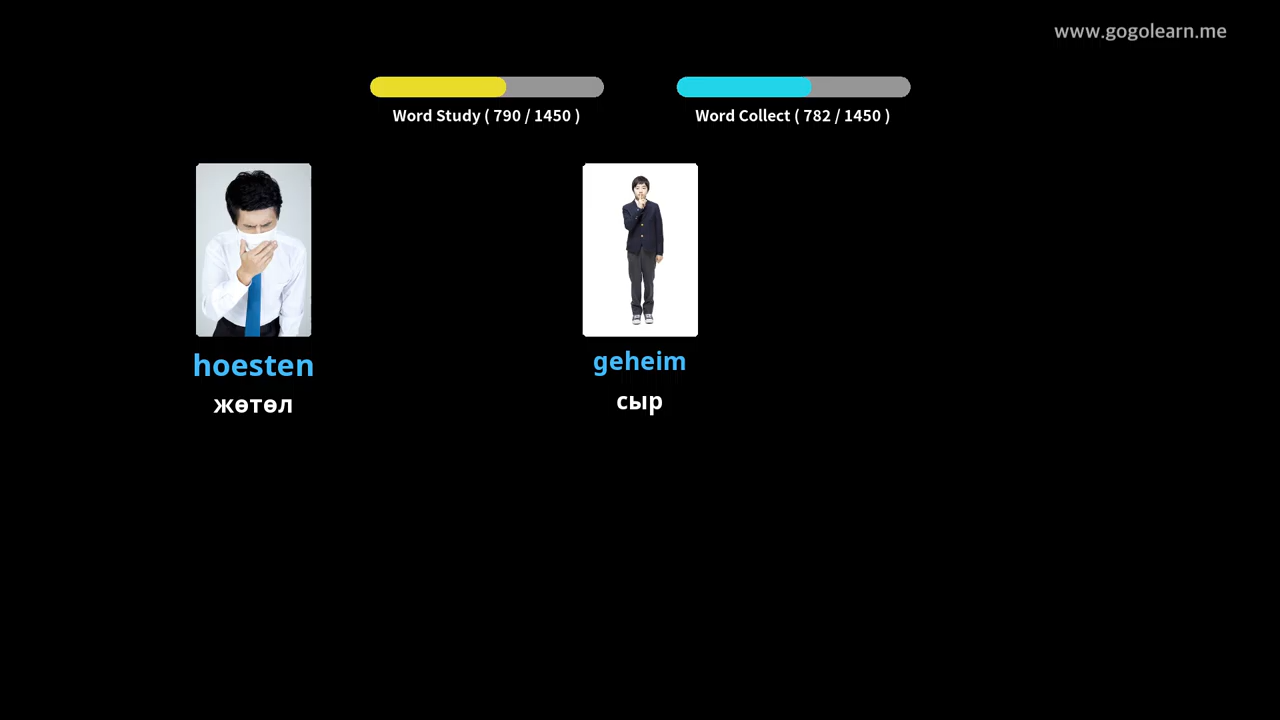 www.gogolearn.me
Word Study ( 790 / 1450 )
Word Collect ( 782 / 1450 )
hoesten
жөтөл
geheim
сыр